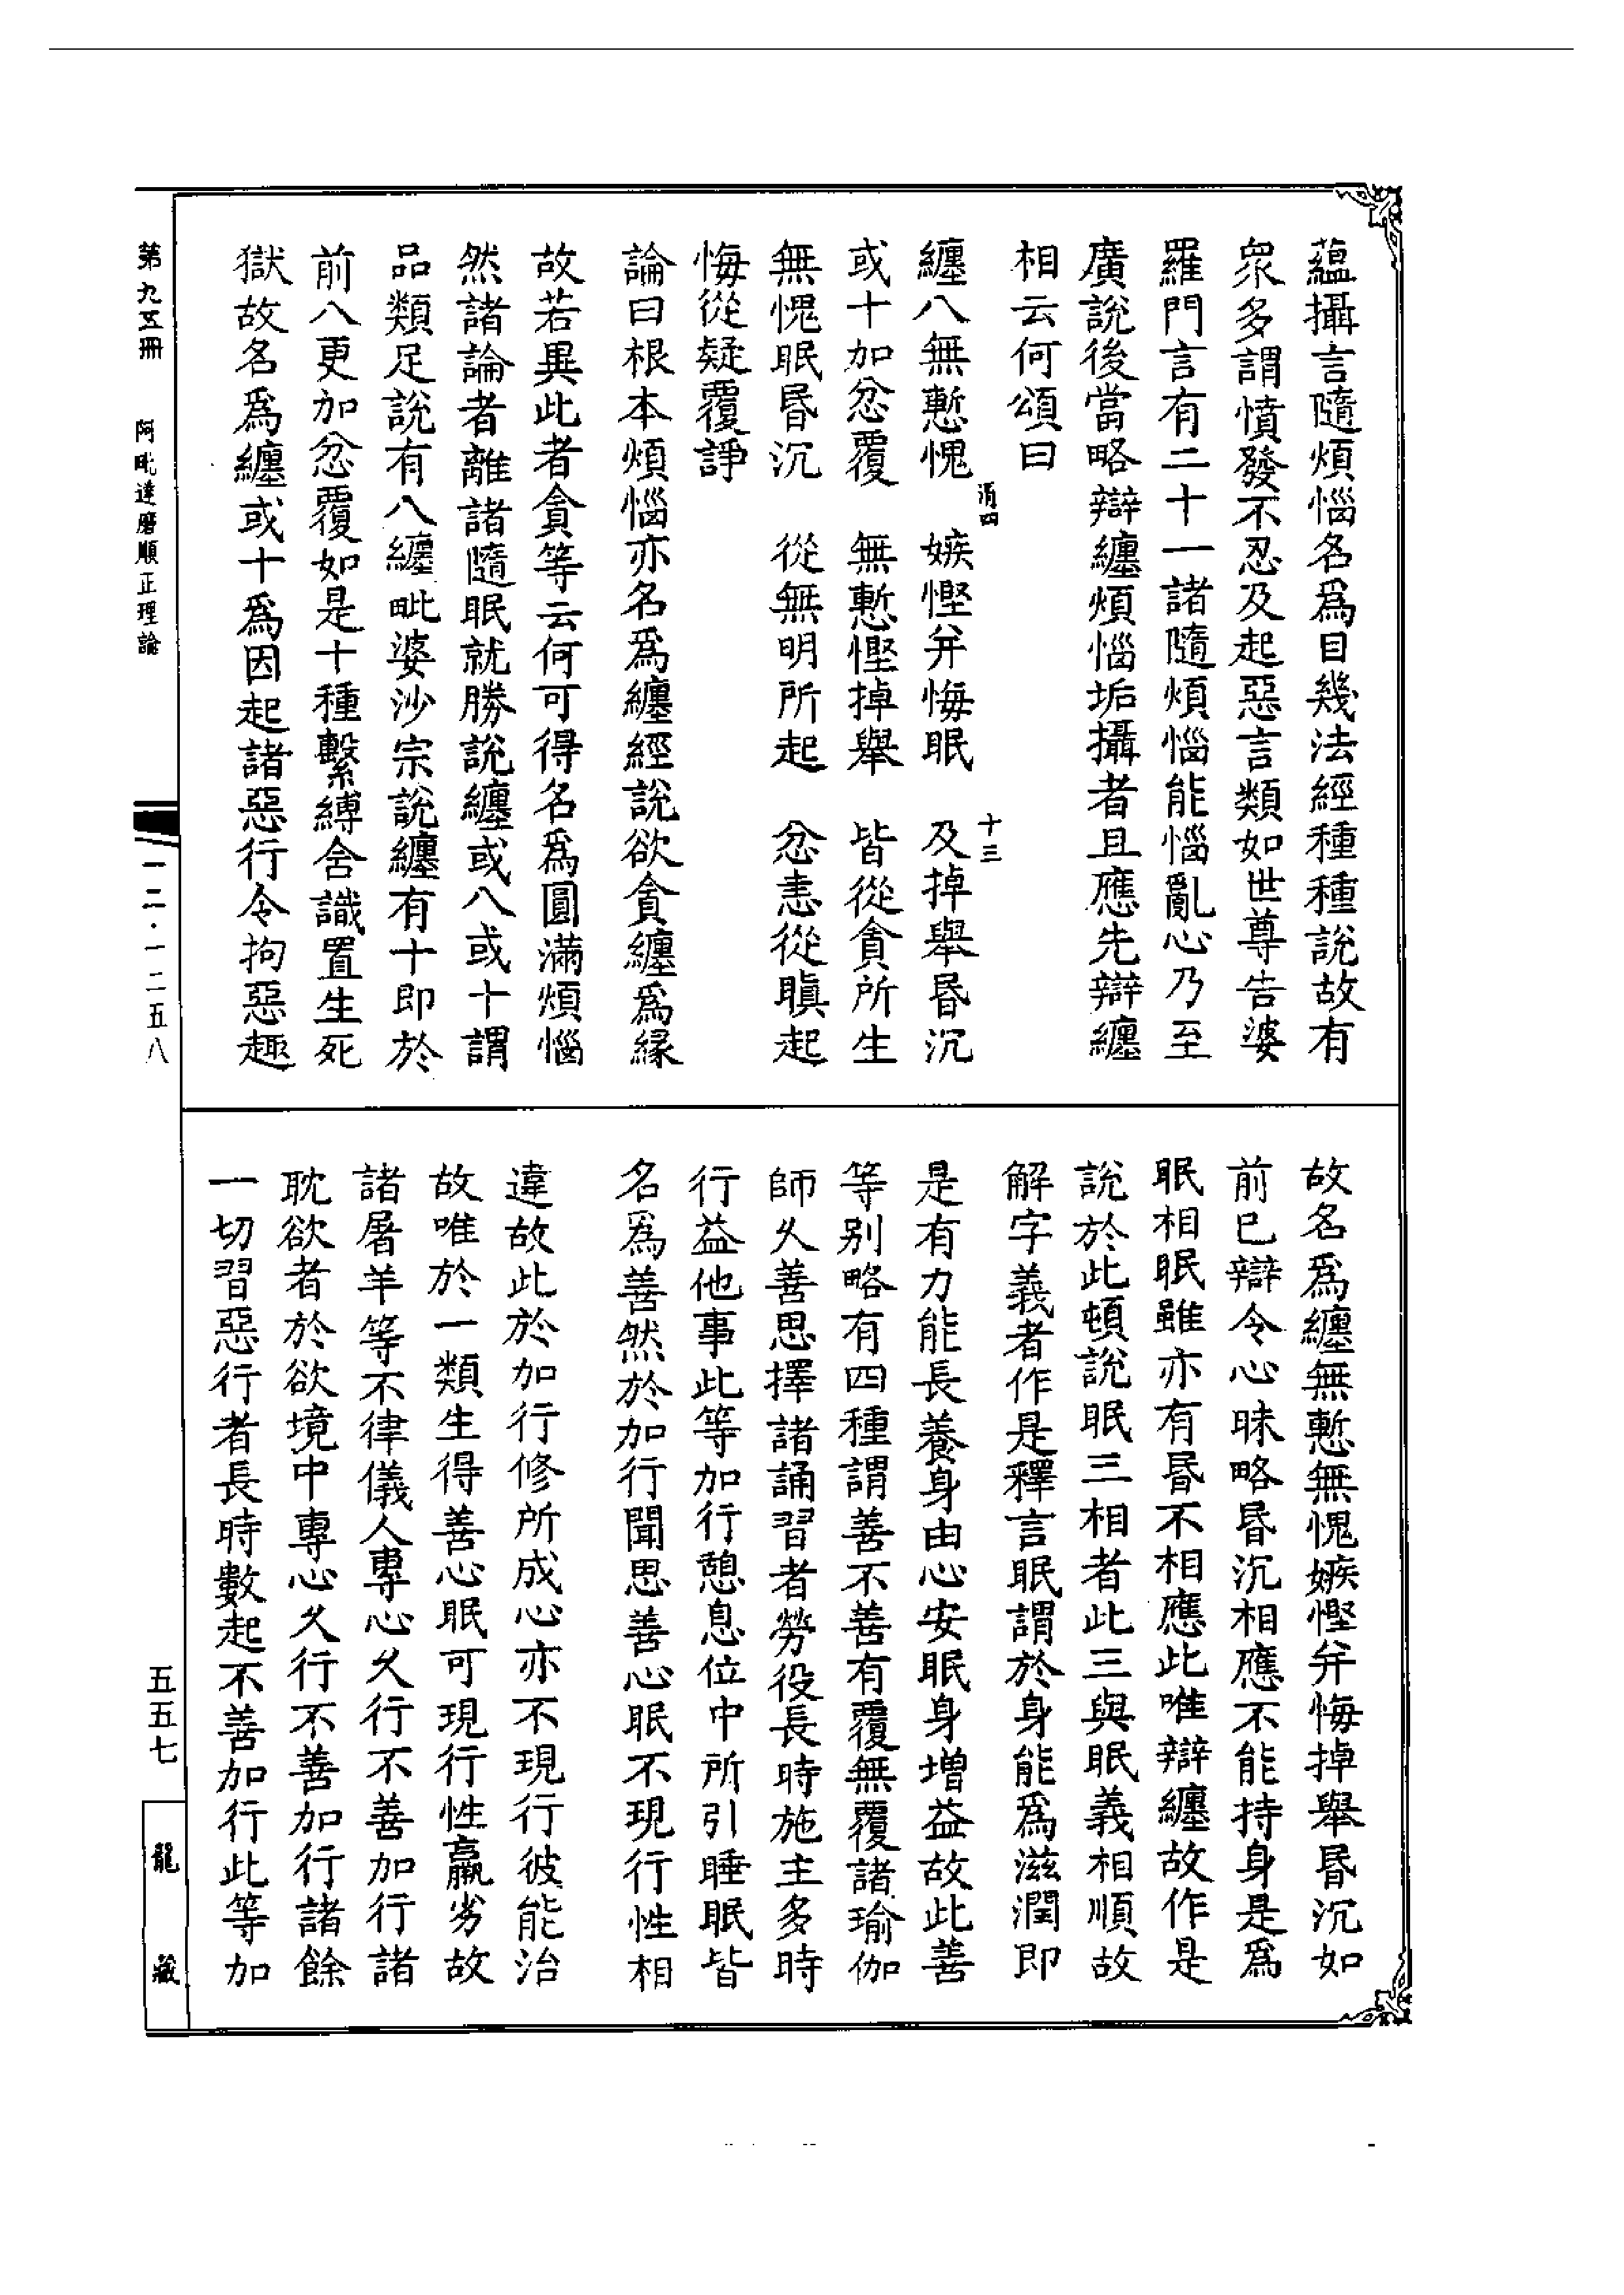 蘊攝言隨煩惱名爲目幾法經種種說故有
衆多謂憤發不忍及起惡言類如世尊告婆
羅門言有二十一諸隨煩惱能惱亂心乃至
廣說後當略辯纏煩惱垢攝者且應先辯纏
相云何頌曰
十三
纏八無慙愧　嫉慳并悔眠　及掉舉昏沉
或十加忿覆　無慙慳掉舉　皆從貪所生
無愧眠昏沉　從無明所起　忿恚從瞋起
悔從疑覆諍
論曰根本煩惱亦名爲纏經說欲貪纏爲緣
故若異此者貪等云何可得名爲圓滿煩惱
然諸論者離諸隨眠就勝說纏或八或十謂
品類足說有八纏毗婆沙宗說纏有十即於
前八更加忿覆如是十種繫縛含識置生死
獄故名爲纏或十爲因起諸惡行令拘惡趣
故名爲纏無慙無愧嫉慳并悔掉舉昏沉如
前已辯令心昧略昏沉相應不能持身是爲
眠相眠雖亦有昏不相應此唯辯纏故作是
說於此頓說眠三相者此三與眠義相順故
解字義者作是釋言眠謂於身能爲滋潤即
是有力能長養身由心安眠身增益故此善
等別略有四種謂善不善有覆無覆諸瑜伽
師久善思擇諸誦習者勞役長時施主多時
行益他事此等加行憩息位中所引睡眠皆
名爲善然於加行聞思善心眠不現行性相
違故此於加行修所成心亦不現行彼能治
故唯於一類生得善心眠可現行性羸劣故
諸屠羊等不律儀人專心久行不善加行諸
耽欲者於欲境中專心久行不善加行諸餘
一切習惡行者長時數起不善加行此等加
第九五冊　阿毗達磨順正理論
一二·一二五八
五五七
龍藏